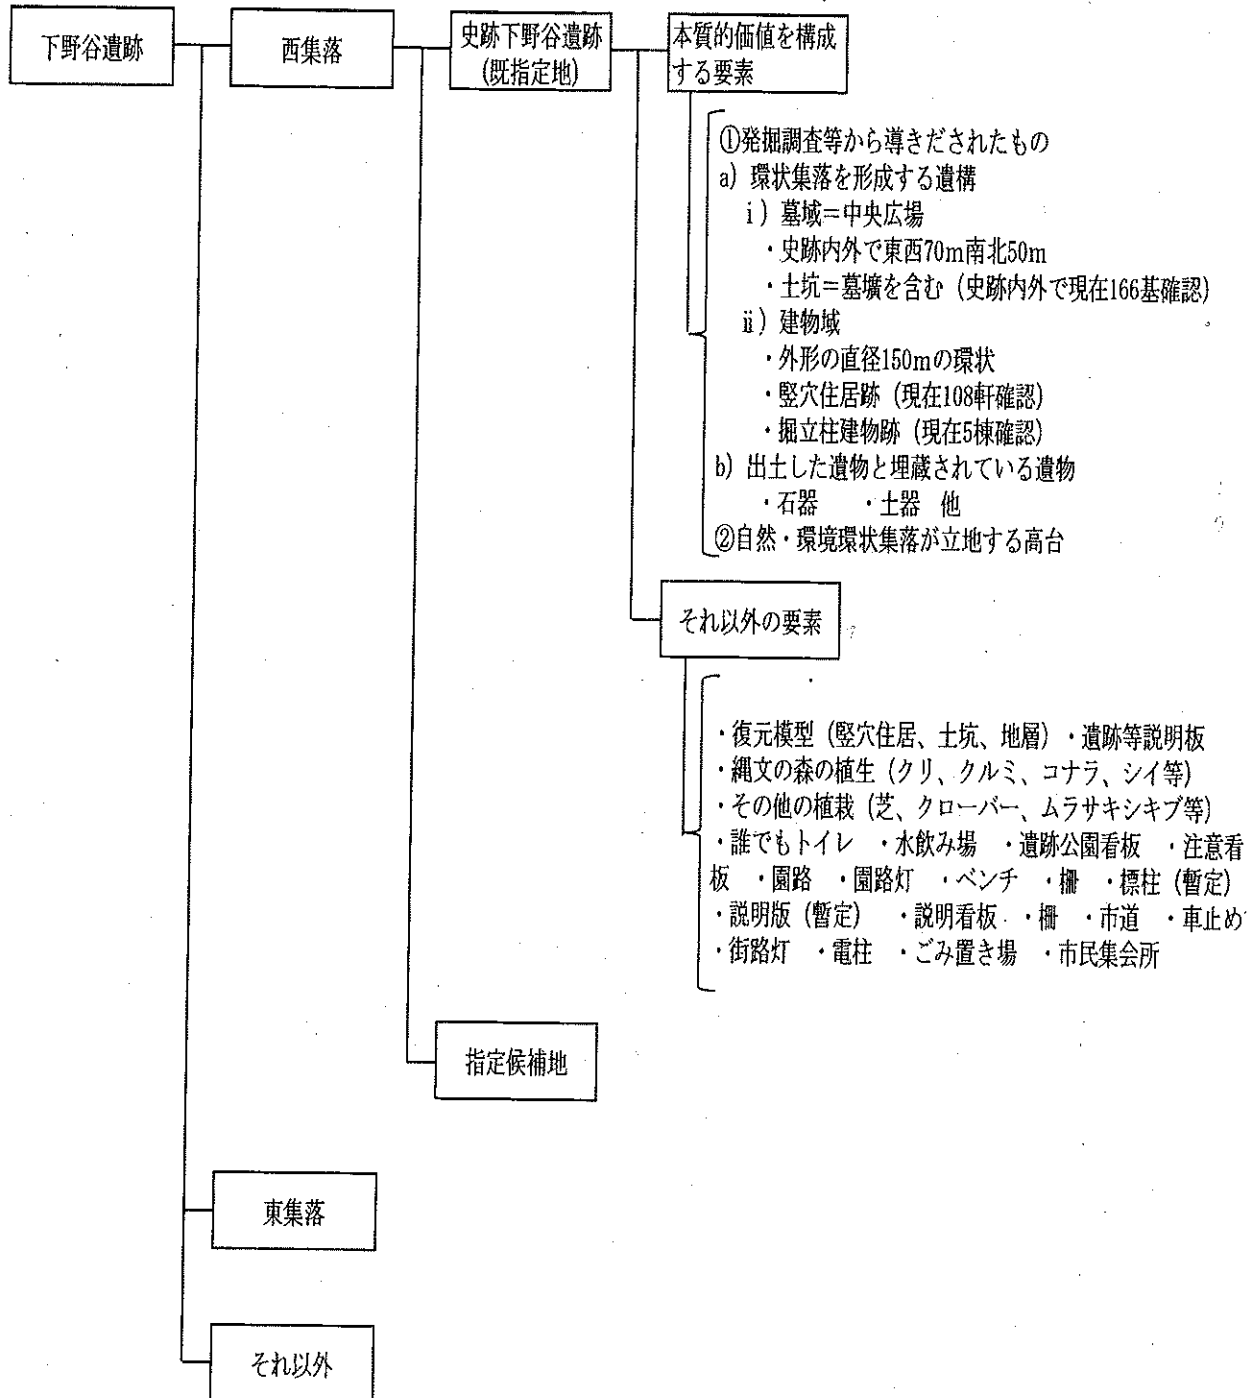 下野谷遺跡
西集落
史跡下野谷遺跡
(既指定地)
本質的価値を構成
する要素
①発掘調査等から導きだされたもの
a) 環状集落を形成する遺構
ⅰ) 墓域=中央広場
・史跡内外で東西70m南北50m
・土坑=墓壙を含む (史跡内外で現在166基確認)
ⅱ) 建物域
・外形の直径150mの環状
・竪穴住居跡 (現在108軒確認)
・掘立柱建物跡 (現在5棟確認)
b) 出土した遺物と埋蔵されている遺物
・石器 ・土器 他
②自然・環境環状集落が立地する高台
それ以外の要素
・復元模型 (竪穴住居、土坑、地層) ・遺跡等説明板
・縄文の森の植生 (クリ、クルミ、コナラ、シイ等)
・その他の植栽 (芝、クローバー、ムラサキシキブ等)
・誰でもトイレ ・水飲み場 ・遺跡公園看板 ・注意看
板 ・園路 ・園路灯 ・ベンチ ・柵 ・標柱 (暫定)
・説明版 (暫定) ・説明看板 ・柵 ・市道 ・車止め
・街路灯 ・電柱 ・ごみ置き場 ・市民集会所
指定候補地
東集落
それ以外